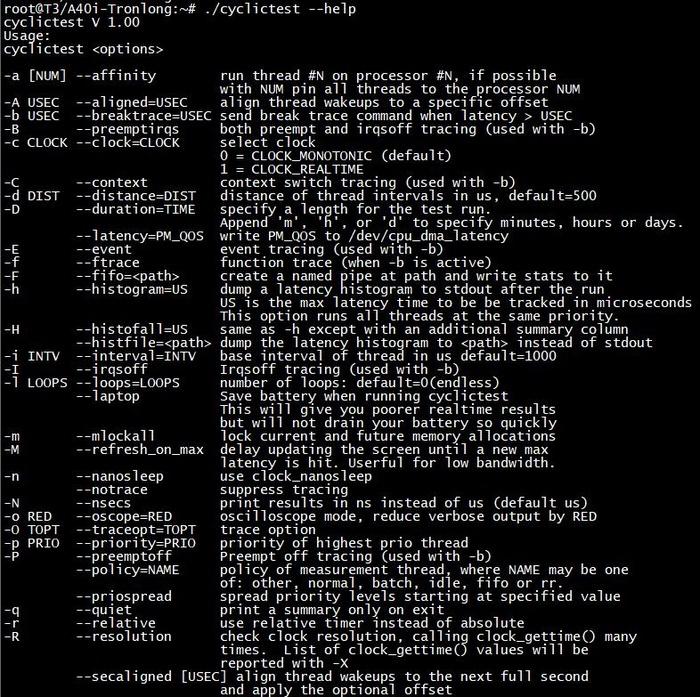 root@T3/A40i-Tronlong:~# ./cyclictest --help
cyclictest V 1.00
Usage:
cyclictest <options>

-a [NUM] --affinity        run thread #N on processor #N, if possible
                           with NUM pin all threads to the processor NUM
-A USEC  --aligned=USEC    align thread wakeups to a specific offset
-b USEC  --breaktrace=USEC send break trace command when latency > USEC
-B       --preemptirqs     both preempt and irqsoff tracing (used with -b)
-c CLOCK --clock=CLOCK     select clock
                           0 = CLOCK_MONOTONIC (default)
                           1 = CLOCK_REALTIME
-C       --context         context switch tracing (used with -b)
-d DIST  --distance=DIST   distance of thread intervals in us, default=500
-D       --duration=TIME   specify a length for the test run.
                           Append 'm', 'h', or 'd' to specify minutes, hours or days.
         --latency=PM_QOS  write PM_QOS to /dev/cpu_dma_latency
-E       --event           event tracing (used with -b)
-f       --ftrace          function trace (when -b is active)
-F       --fifo=<path>     create a named pipe at path and write stats to it
-h       --histogram=US    dump a latency histogram to stdout after the run
                           US is the max latency time to be be tracked in microseconds
                           This option runs all threads at the same priority.
-H       --histofall=US    same as -h except with an additional summary column
         --histfile=<path> dump the latency histogram to <path> instead of stdout
-i INTV  --interval=INTV   base interval of thread in us default=1000
-I       --irqsoff         Irqsoff tracing (used with -b)
-l LOOPS --loops=LOOPS     number of loops: default=0(endless)
         --laptop          Save battery when running cyclictest
                           This will give you poorer realtime results
                           but will not drain your battery so quickly
-m       --mlockall        lock current and future memory allocations
-M       --refresh_on_max  delay updating the screen until a new max
                           latency is hit. Userful for low bandwidth.
-n       --nanosleep       use clock_nanosleep
         --notrace         suppress tracing
-N       --nsecs           print results in ns instead of us (default us)
-o RED   --oscope=RED      oscilloscope mode, reduce verbose output by RED
-O TOPT  --traceopt=TOPT   trace option
-p PRIO  --priority=PRIO   priority of highest prio thread
-P       --preemptoff      Preempt off tracing (used with -b)
         --policy=NAME     policy of measurement thread, where NAME may be one
                           of: other, normal, batch, idle, fifo or rr.
         --priospread      spread priority levels starting at specified value
-q       --quiet           print a summary only on exit
-r       --relative        use relative timer instead of absolute
-R       --resolution      check clock resolution, calling clock_gettime() many
                           times.  List of clock_gettime() values will be
                           reported with -X
         --secaligned [USEC] align thread wakeups to the next full second
                           and apply the optional offset